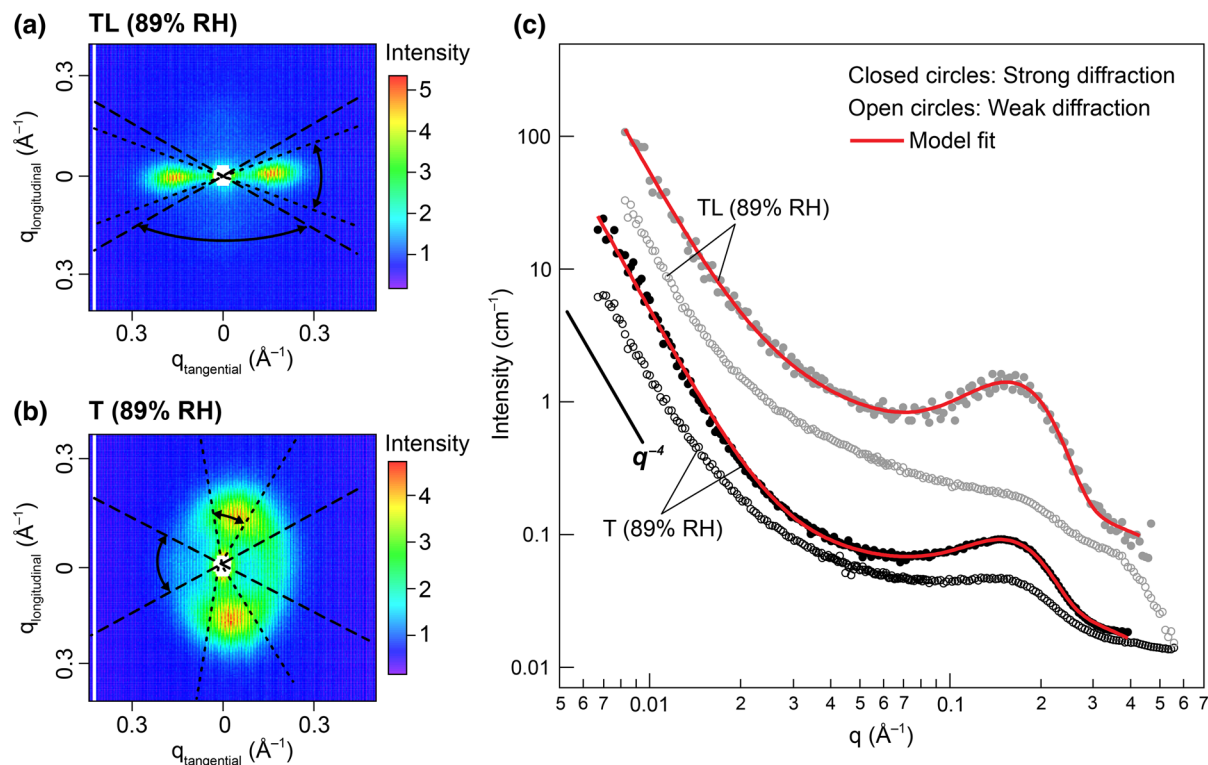 (a) TL (89% RH)
Intensity
5
4
3
2
1
0.3
0
0.3
q_longitudinal (Å⁻¹)
0.3 0 0.3
q_tangential (Å⁻¹)
(b) T (89% RH)
Intensity
4
3
2
1
0.3
0
0.3
q_longitudinal (Å⁻¹)
0.3 0 0.3
q_tangential (Å⁻¹)
(c)
Closed circles: Strong diffraction
Open circles: Weak diffraction
Model fit
100
10
1
0.1
0.01
Intensity (cm⁻¹)
TL (89% RH)
q⁻⁴
T (89% RH)
5 6 7 0.01 2 3 4 5 6 7 0.1 2 3 4 5 6 7
q (Å⁻¹)